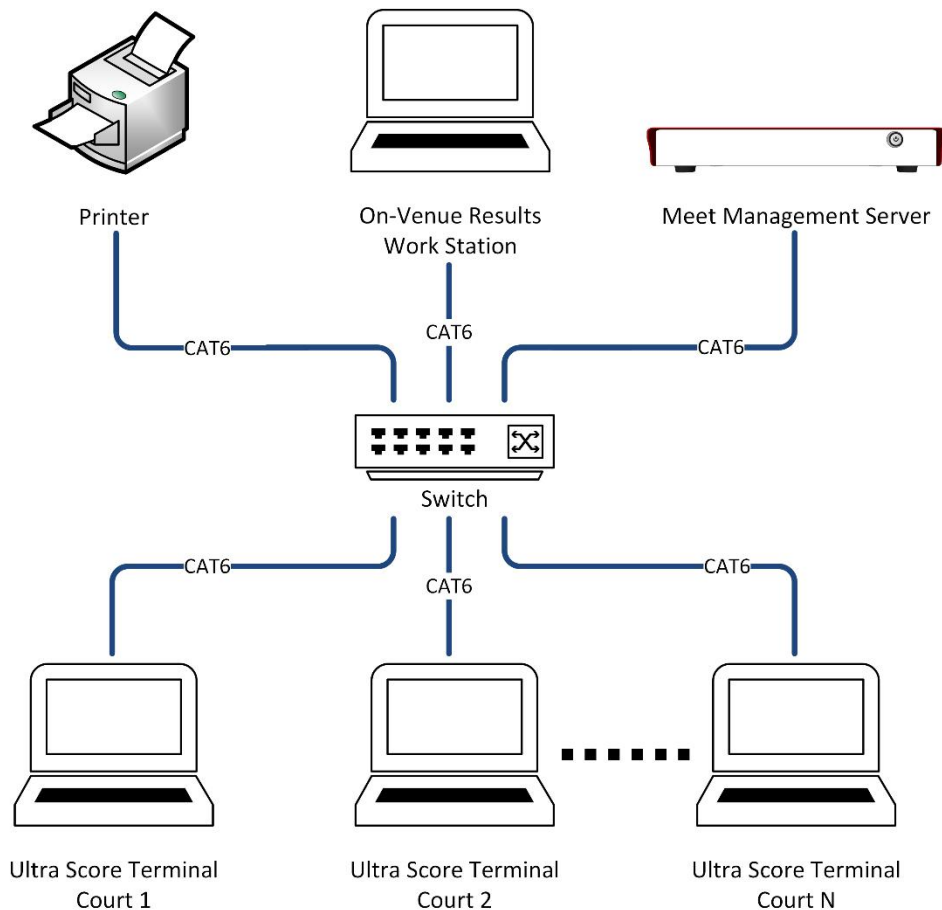 Printer
On-Venue Results
Work Station
Meet Management Server
CAT6
CAT6
CAT6
Switch
CAT6
CAT6
CAT6
Ultra Score Terminal
Court 1
Ultra Score Terminal
Court 2
Ultra Score Terminal
Court N